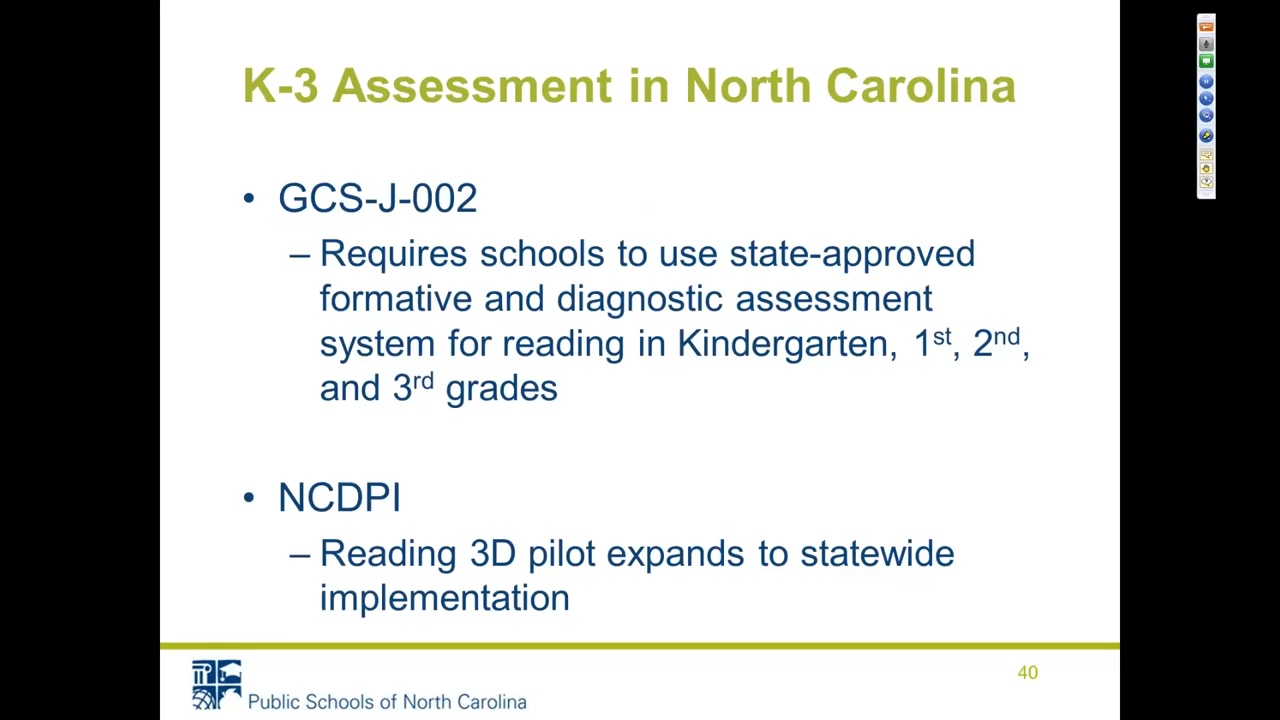 K-3 Assessment in North Carolina
• GCS-J-002
– Requires schools to use state-approved
formative and diagnostic assessment
system for reading in Kindergarten, 1st, 2nd,
and 3rd grades
• NCDPI
– Reading 3D pilot expands to statewide
implementation
40
Public Schools of North Carolina